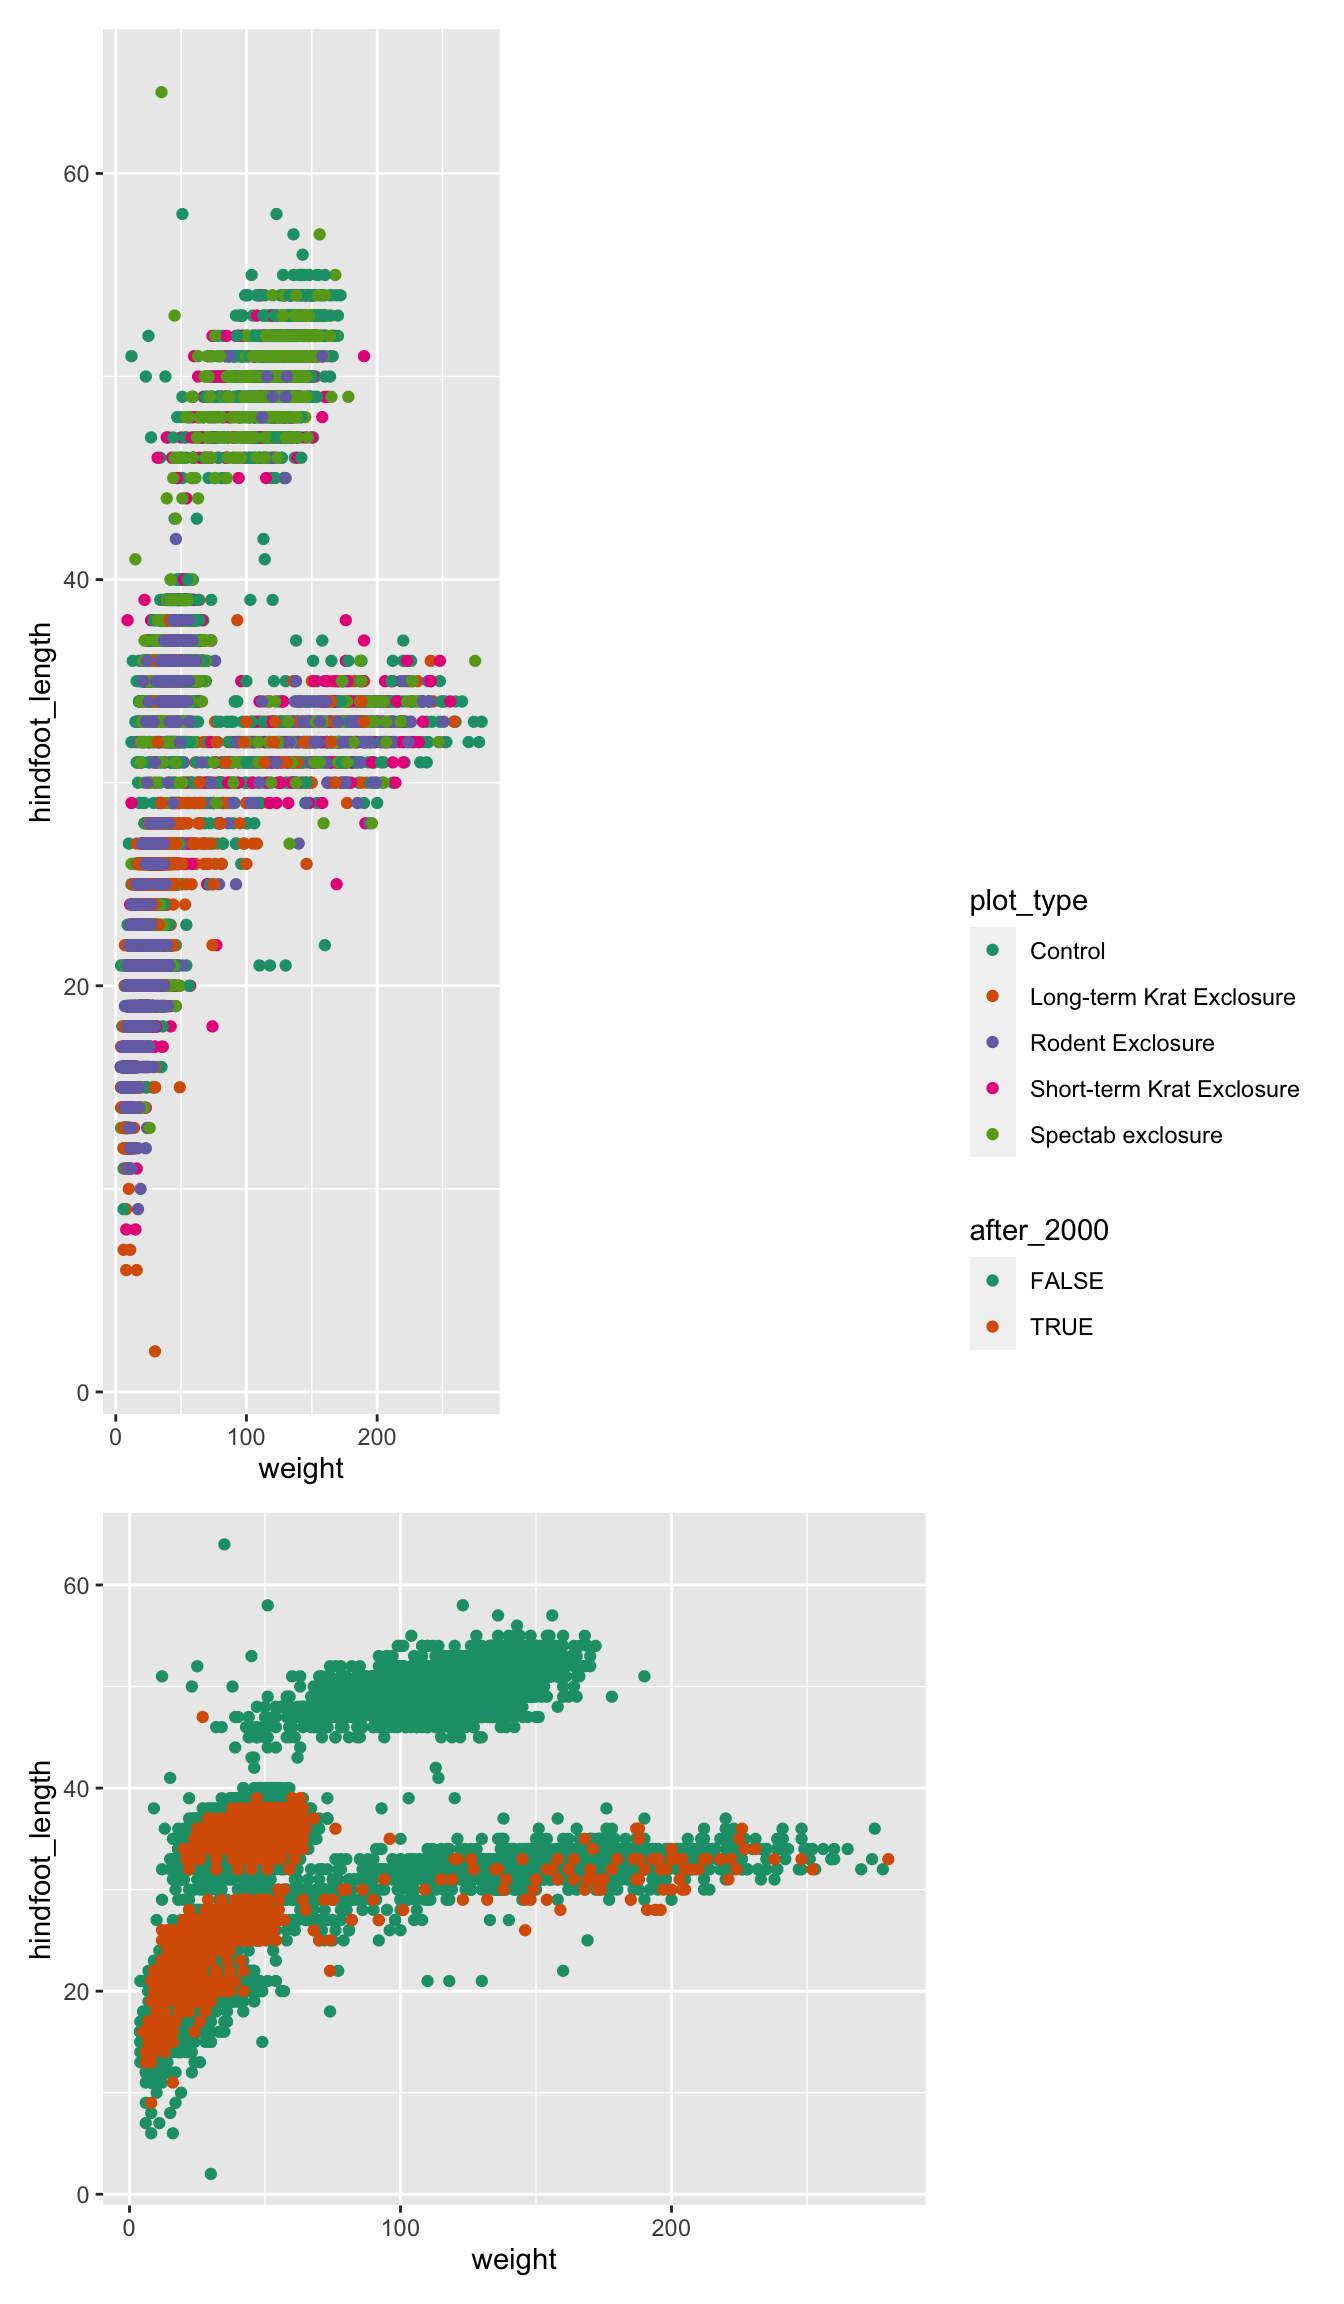 60
40
20
0
hindfoot_length
0 100 200
weight
plot_type
Control
Long-term Krat Exclosure
Rodent Exclosure
Short-term Krat Exclosure
Spectab exclosure
after_2000
FALSE
TRUE
60
40
20
0
hindfoot_length
0 100 200
weight